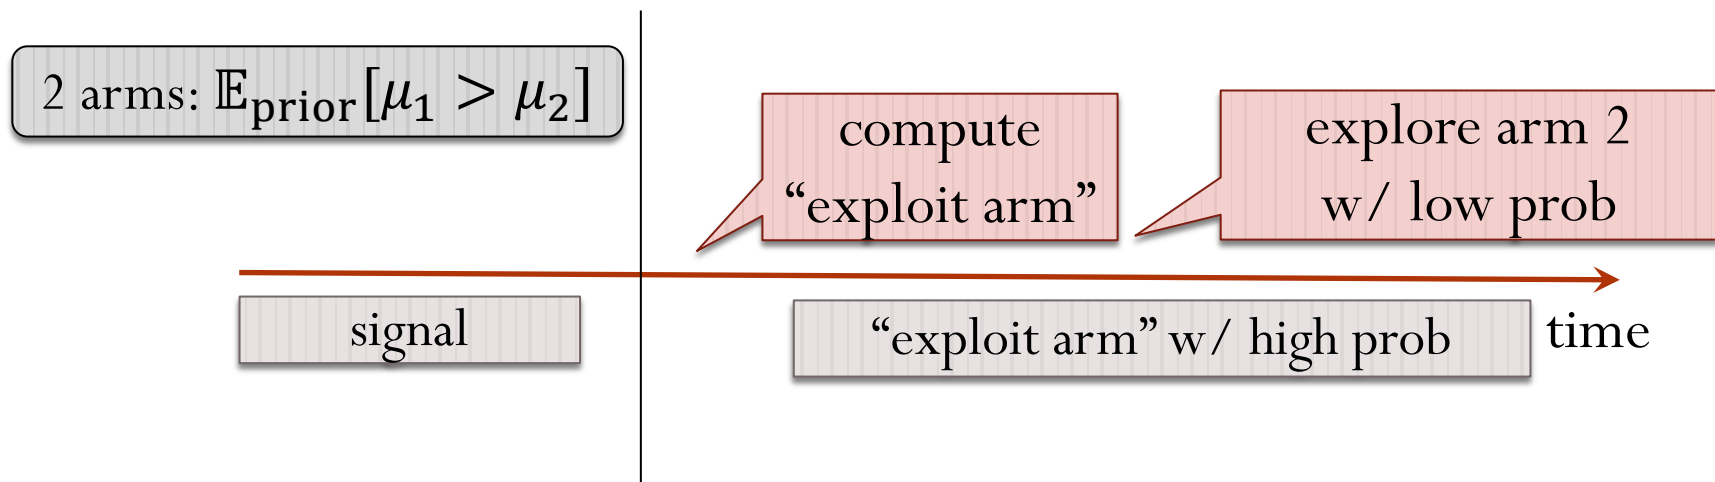 2 arms: 𝔼prior[μ1 > μ2]
compute
“exploit arm”
explore arm 2
w/ low prob
signal
“exploit arm” w/ high prob
time